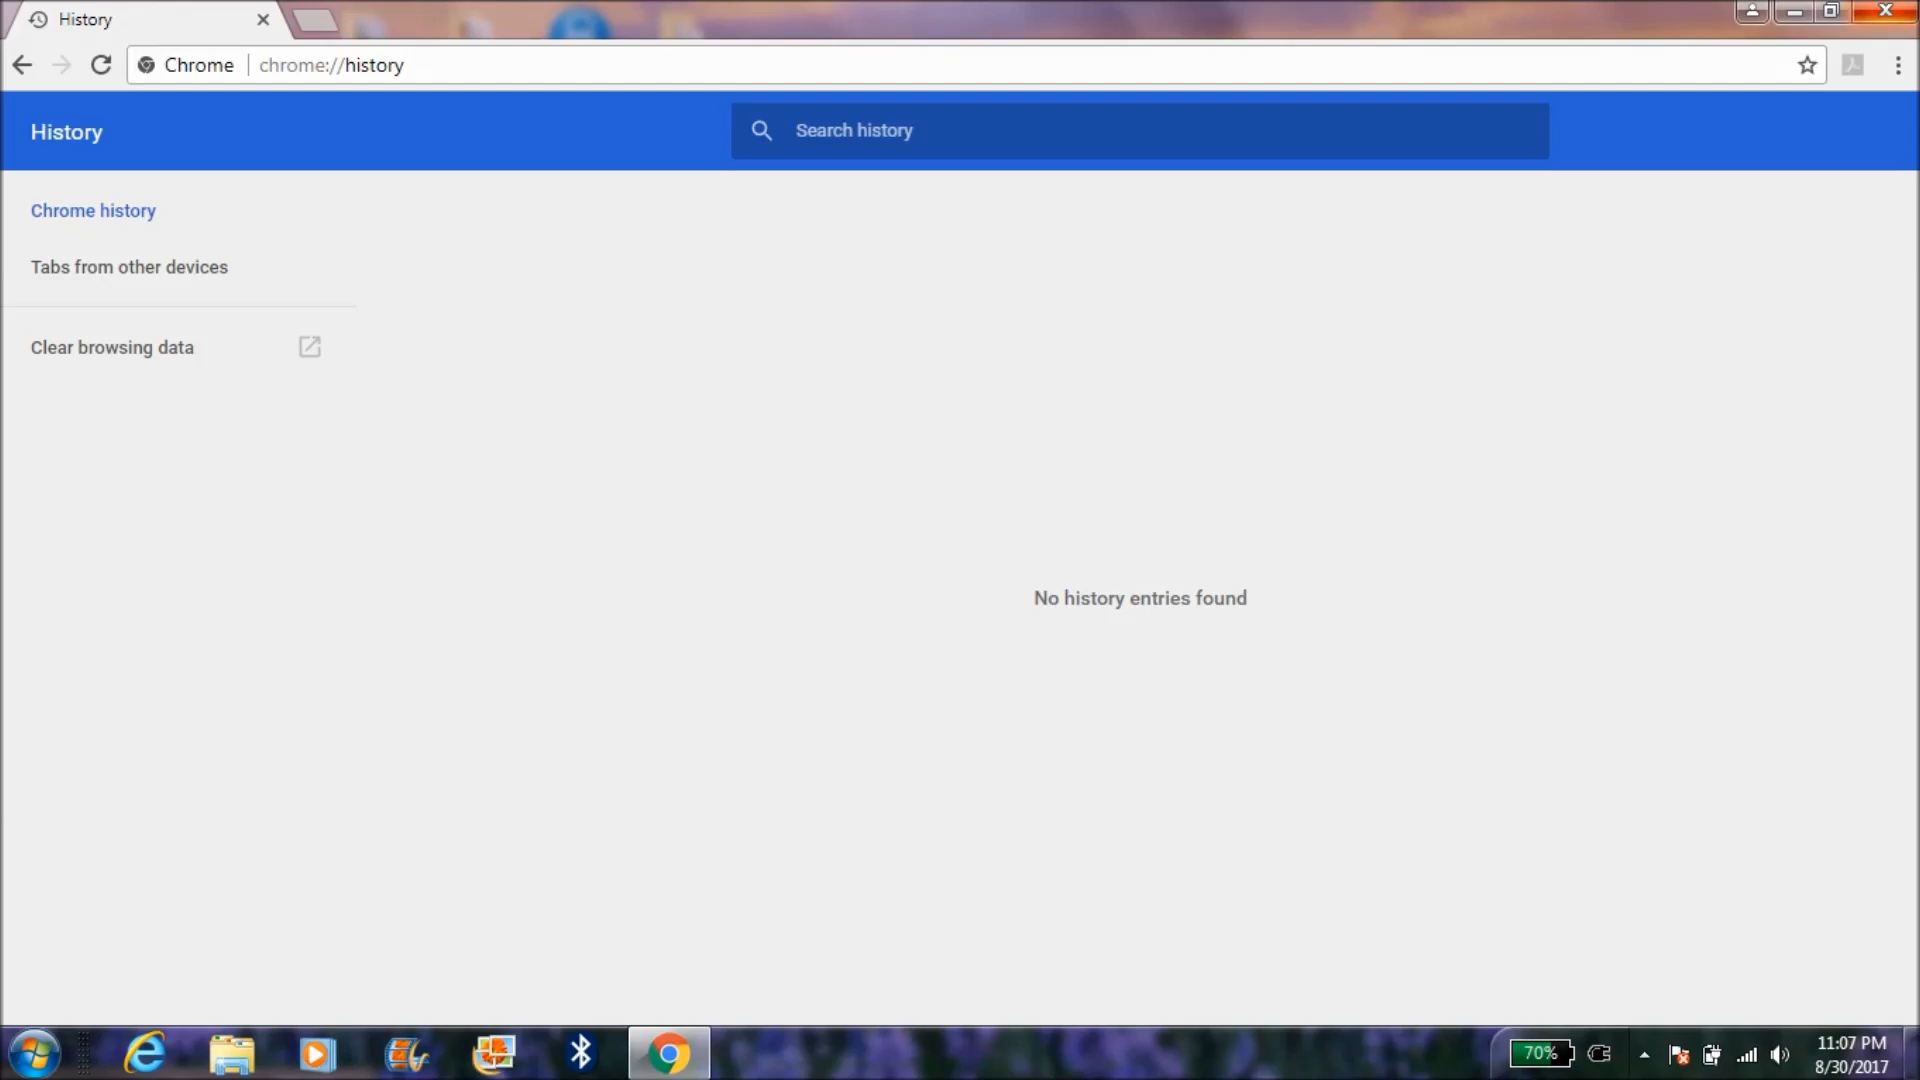 History
Chrome
chrome://history
History
Search history
Chrome history
Tabs from other devices
Clear browsing data
No history entries found
70%
11:07 PM
8/30/2017